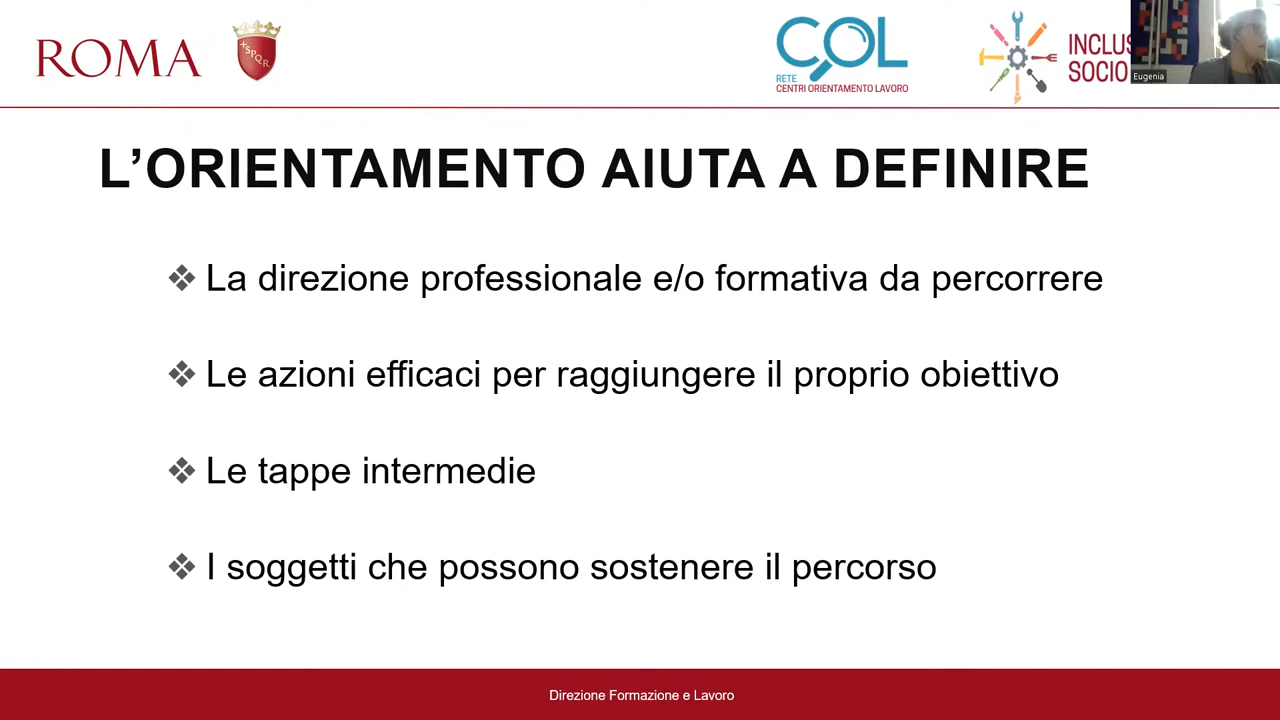 ROMA
XSPQR
COL
RETE
CENTRI ORIENTAMENTO LAVORO
INCLUS
SOCIO
Eugenia
L’ORIENTAMENTO AIUTA A DEFINIRE
❖ La direzione professionale e/o formativa da percorrere
❖ Le azioni efficaci per raggiungere il proprio obiettivo
❖ Le tappe intermedie
❖ I soggetti che possono sostenere il percorso
Direzione Formazione e Lavoro